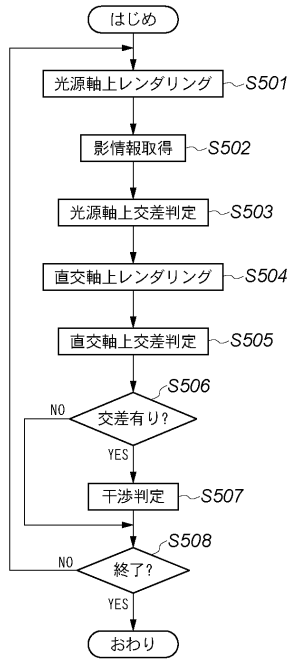 はじめ
光源軸上レンダリング S501
影情報取得 S502
光源軸上交差判定 S503
直交軸上レンダリング S504
直交軸上交差判定 S505
S506
交差有り?
NO
YES
干渉判定 S507
S508
終了?
NO
YES
おわり